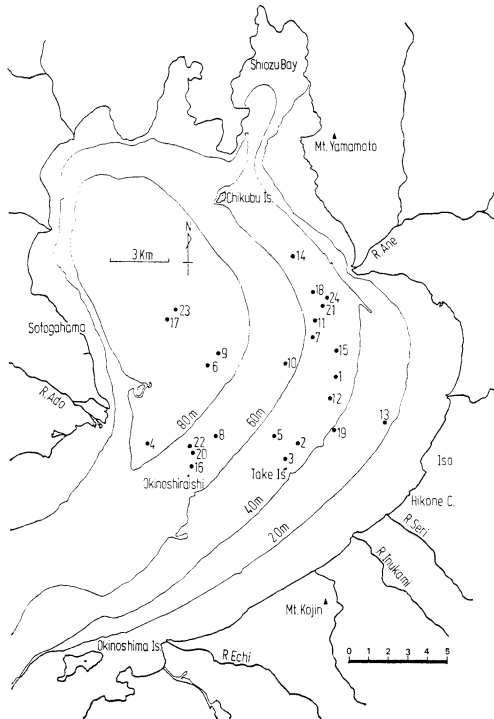 Shiozu Bay
Mt. Yamamoto
Chikubu Is.
R. Ane
N
3 Km
14
18
24
21
23
17
11
7
Sotogahama
9
15
6
10
1
R. Ado
12
80m
60m
13
4
22
8
5
2
19
20
3
16
Iso
Okinoshiraishi
Take Is.
40m
Hikone C.
20m
R. Seri
R. Inukami
Mt. Kojin
Okinoshima Is.
R. Echi
0 1 2 3 4 5